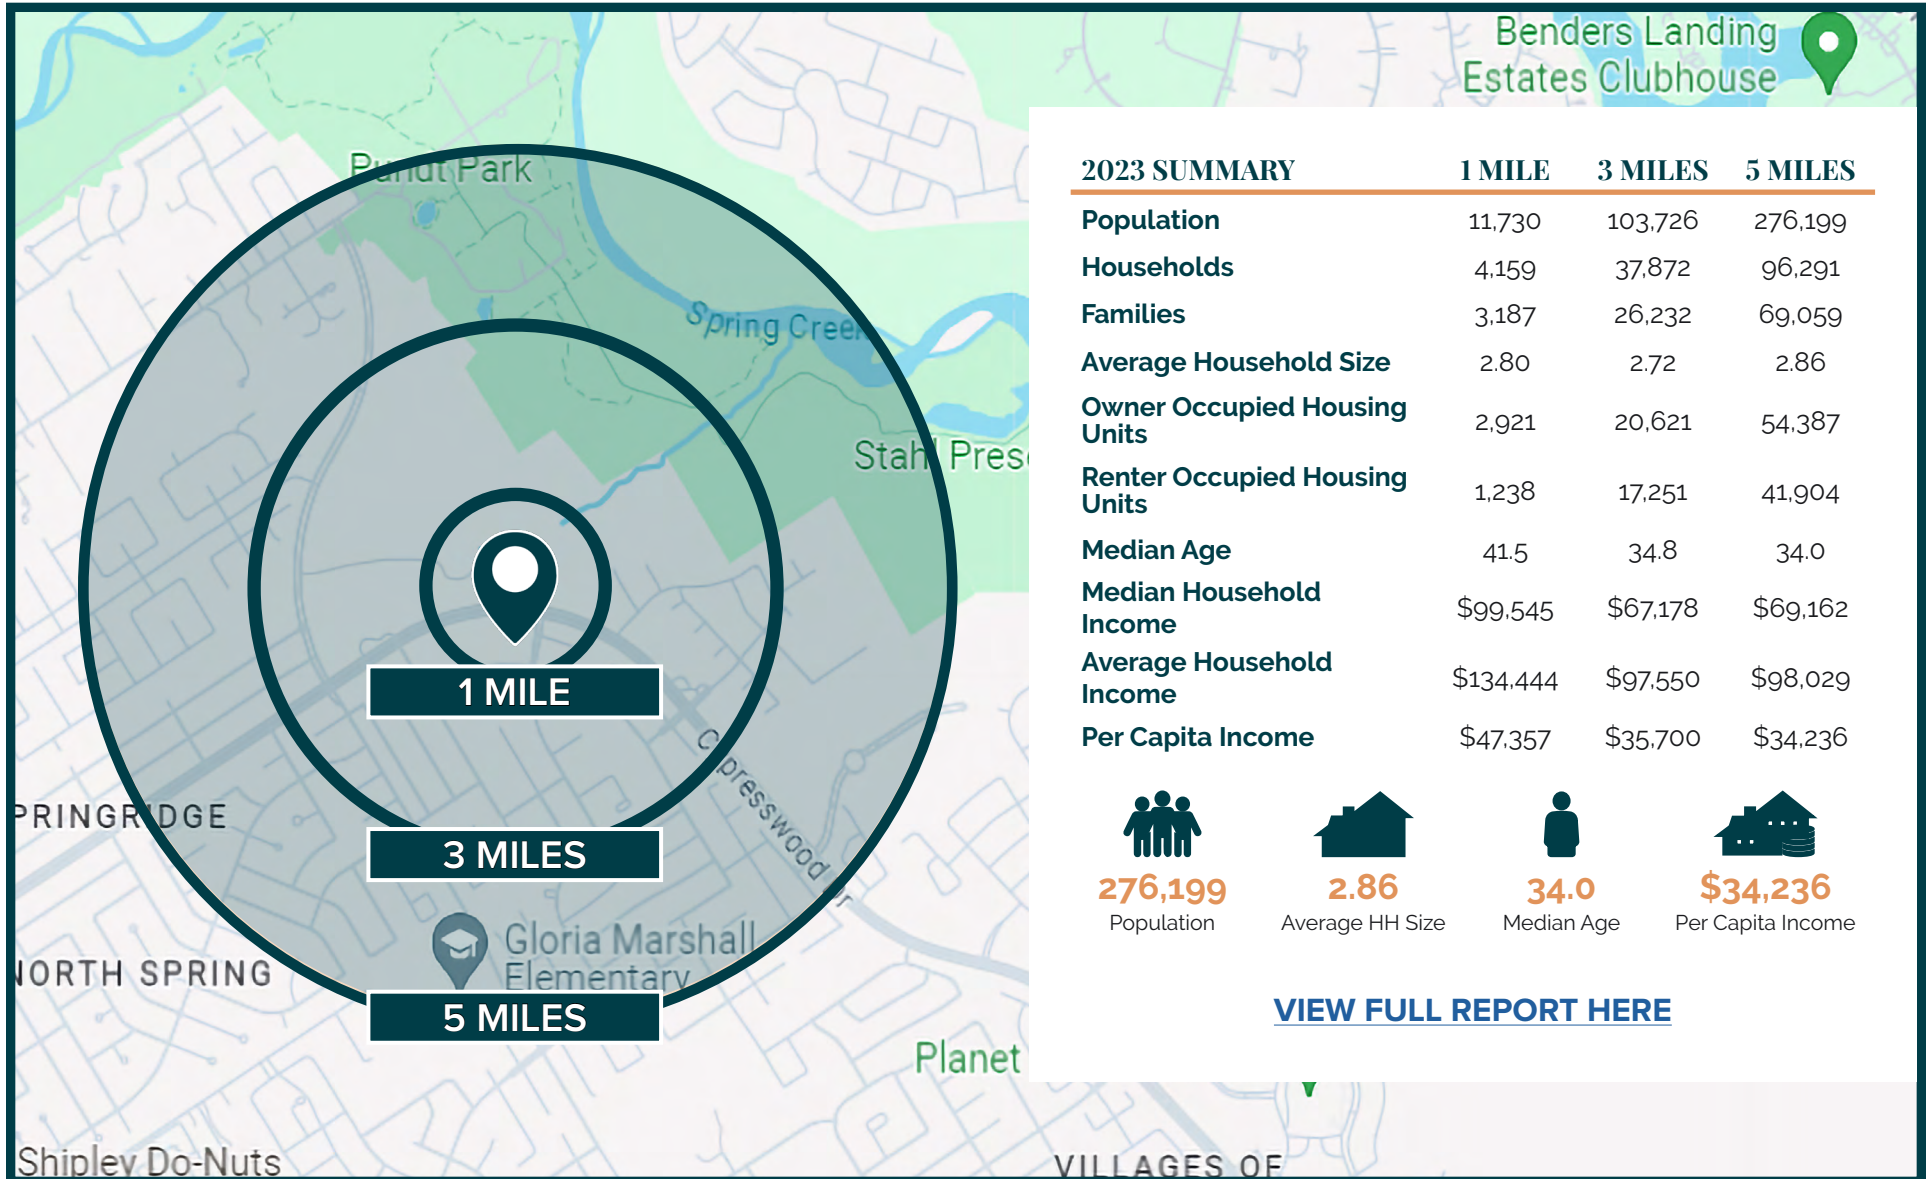 Benders Landing
Estates Clubhouse
Pundt Park
Spring Creek
Stahl Pres
1 MILE
Cypresswood Dr
PRINGRIDGE
3 MILES
Gloria Marshall
Elementary
NORTH SPRING
5 MILES
Planet
Shipley Do-Nuts
VILLAGES OF
2023 SUMMARY 1 MILE 3 MILES 5 MILES
Population 11,730 103,726 276,199
Households 4,159 37,872 96,291
Families 3,187 26,232 69,059
Average Household Size 2.80 2.72 2.86
Owner Occupied Housing
Units 2,921 20,621 54,387
Renter Occupied Housing
Units 1,238 17,251 41,904
Median Age 41.5 34.8 34.0
Median Household
Income $99,545 $67,178 $69,162
Average Household
Income $134,444 $97,550 $98,029
Per Capita Income $47,357 $35,700 $34,236
276,199 2.86 34.0 $34,236
Population Average HH Size Median Age Per Capita Income
VIEW FULL REPORT HERE